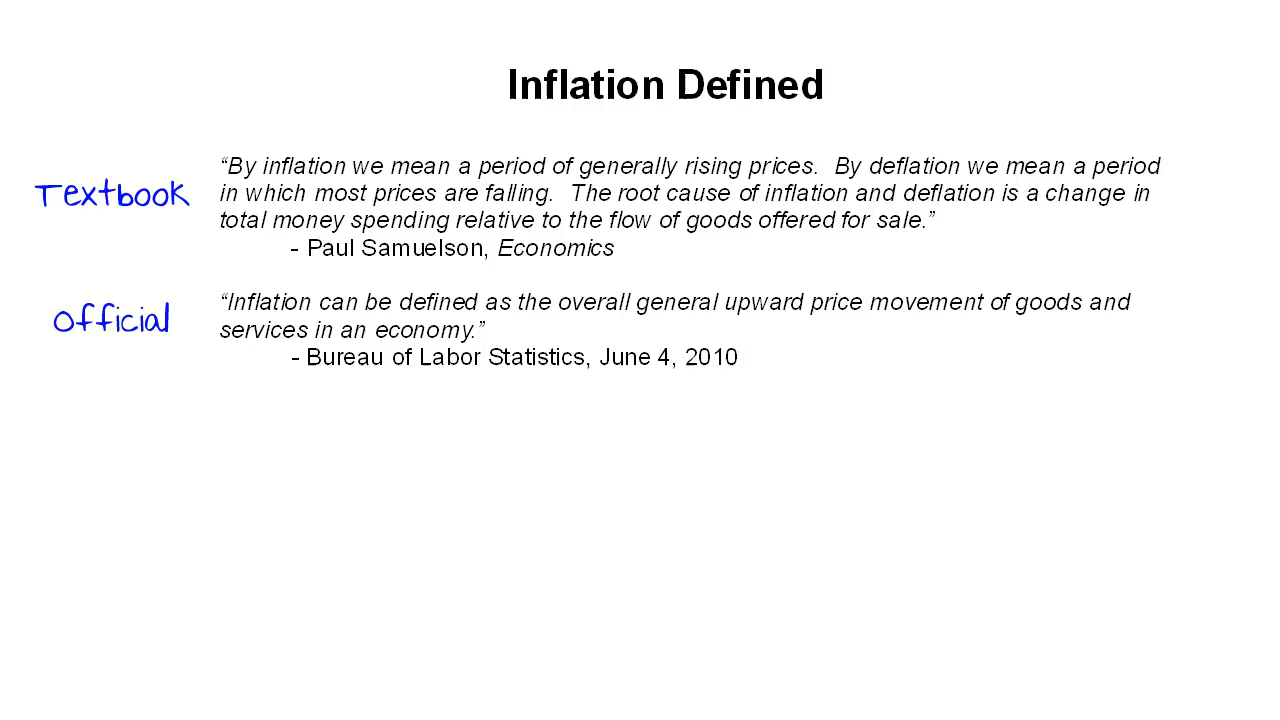 Inflation Defined
Textbook
“By inflation we mean a period of generally rising prices.  By deflation we mean a period
in which most prices are falling.  The root cause of inflation and deflation is a change in
total money spending relative to the flow of goods offered for sale.”
- Paul Samuelson, Economics
Official
“Inflation can be defined as the overall general upward price movement of goods and
services in an economy.”
- Bureau of Labor Statistics, June 4, 2010